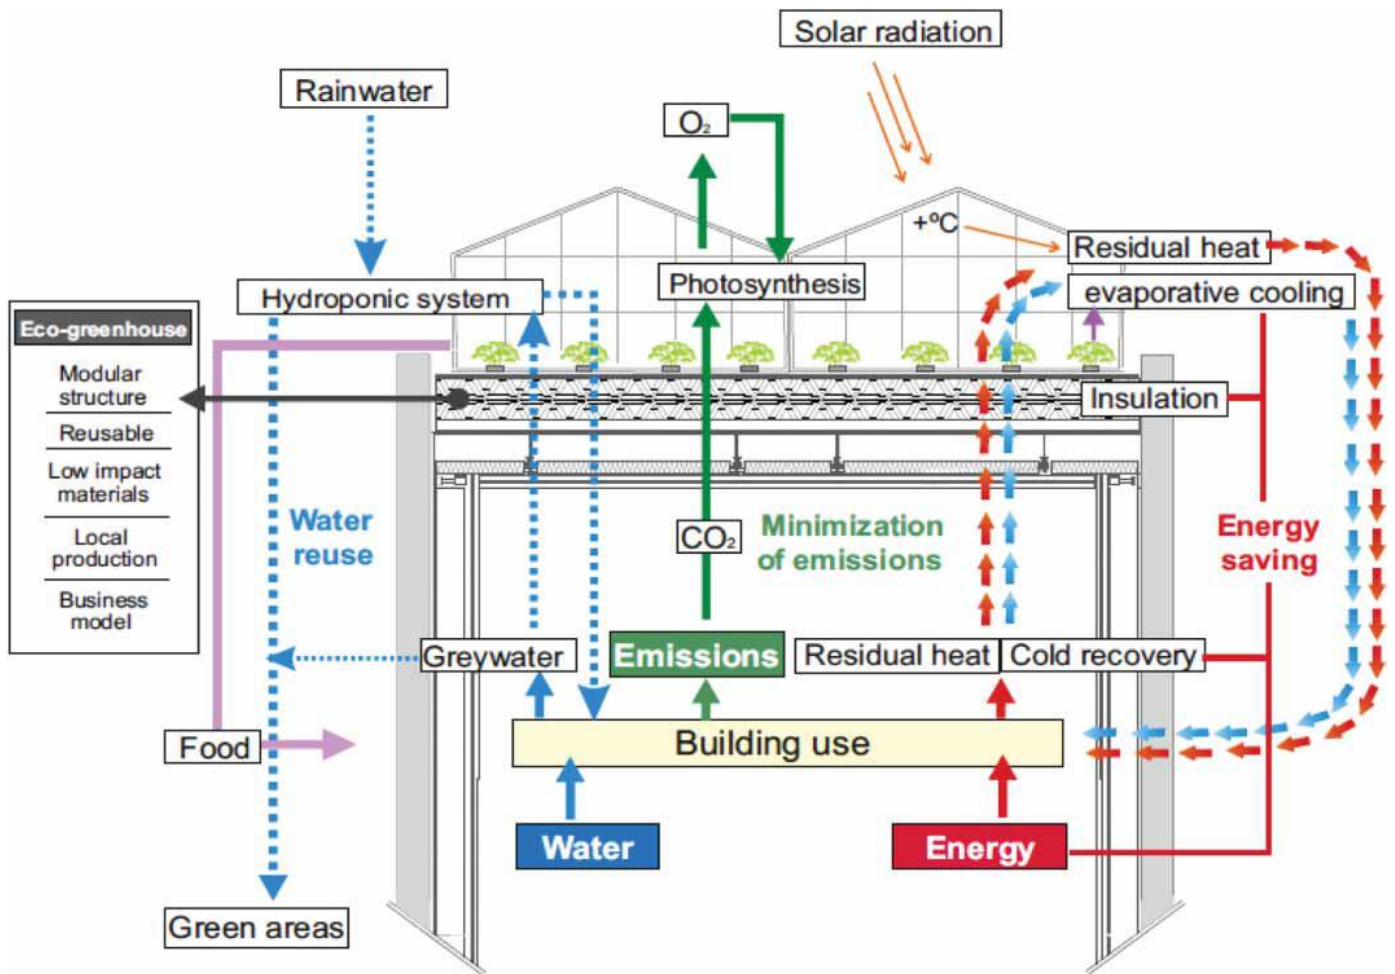 Solar radiation
Rainwater
O₂
+ºC
Residual heat
Photosynthesis
evaporative cooling
Hydroponic system
Eco-greenhouse
Modular
structure
Reusable
Low impact
materials
Local
production
Business
model
Insulation
Water
reuse
CO₂
Minimization
of emissions
Energy
saving
Greywater
Emissions
Residual heat
Cold recovery
Food
Building use
Water
Energy
Green areas